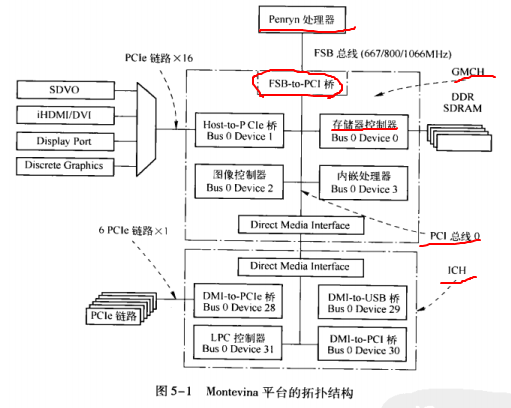 Penryn 处理器
FSB 总线 (667/800/1066MHz)
PCIe 链路×16
FSB-to-PCI 桥
GMCH
SDVO
iHDMI/DVI
Display Port
Discrete Graphics
Host-to-PCIe 桥
Bus 0 Device 1
存储器控制器
Bus 0 Device 0
DDR
SDRAM
图像控制器
Bus 0 Device 2
内嵌处理器
Bus 0 Device 3
Direct Media Interface
PCI 总线 0
6 PCIe 链路×1
Direct Media Interface
ICH
PCIe 链路
DMI-to-PCIe 桥
Bus 0 Device 28
DMI-to-USB 桥
Bus 0 Device 29
LPC 控制器
Bus 0 Device 31
DMI-to-PCI 桥
Bus 0 Device 30
图 5-1 Montevina 平台的拓扑结构